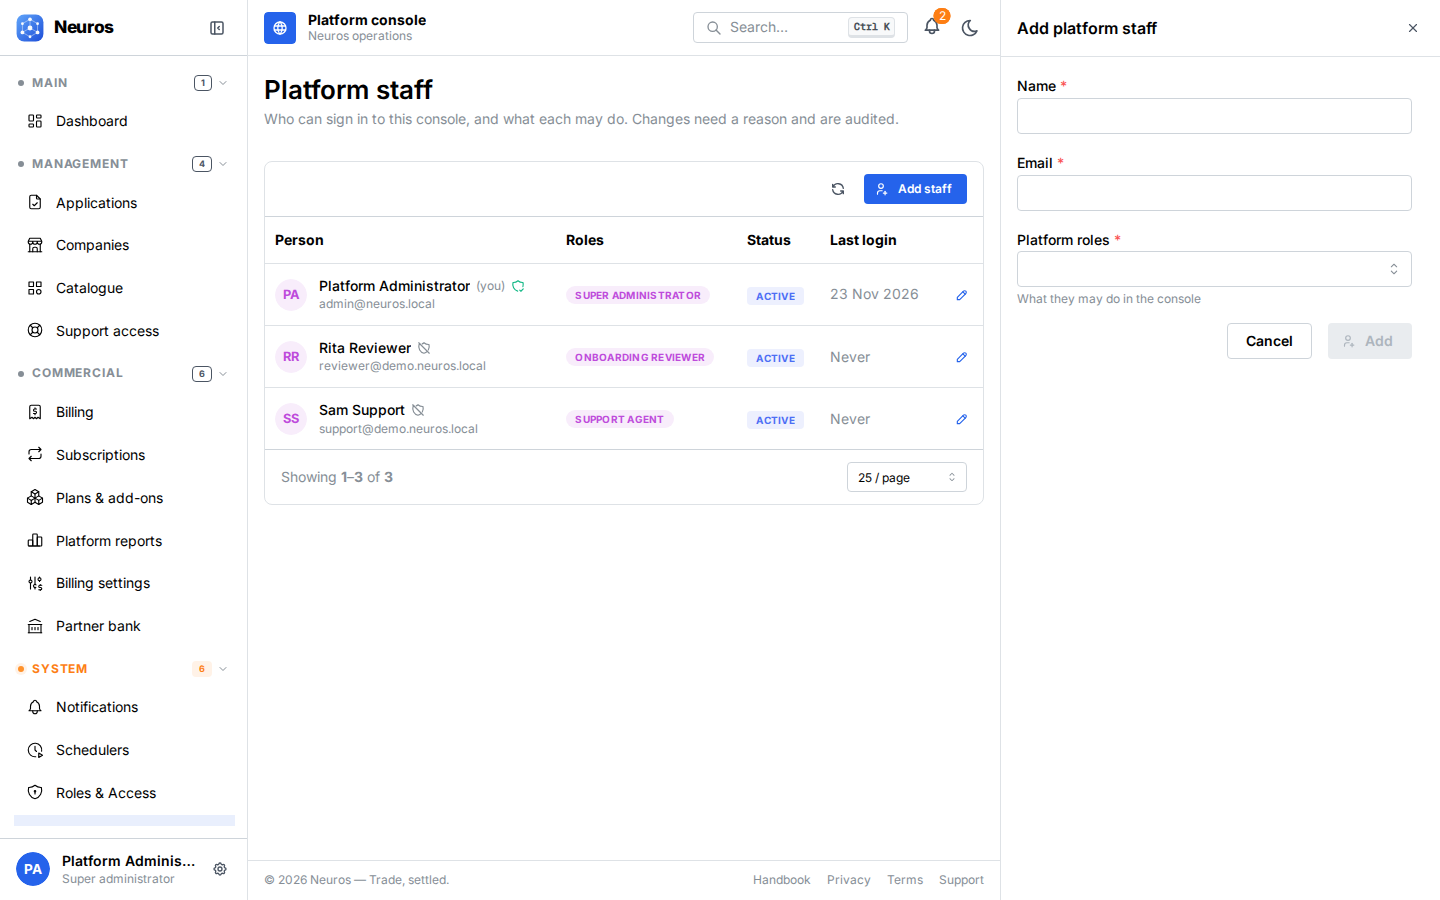 Neuros
MAIN
1
Dashboard
MANAGEMENT
4
Applications
Companies
Catalogue
Support access
COMMERCIAL
6
Billing
Subscriptions
Plans & add-ons
Platform reports
Billing settings
Partner bank
SYSTEM
6
Notifications
Schedulers
Roles & Access
PA
Platform Adminis...
Super administrator
Platform console
Neuros operations
Search...
Ctrl K
2
Platform staff
Who can sign in to this console, and what each may do. Changes need a reason and are audited.
Add staff
Person Roles Status Last login
PA
Platform Administrator (you)
admin@neuros.local
SUPER ADMINISTRATOR
ACTIVE
23 Nov 2026
RR
Rita Reviewer
reviewer@demo.neuros.local
ONBOARDING REVIEWER
ACTIVE
Never
SS
Sam Support
support@demo.neuros.local
SUPPORT AGENT
ACTIVE
Never
Showing 1–3 of 3
25 / page
© 2026 Neuros — Trade, settled.
Handbook Privacy Terms Support
Add platform staff
Name *
Email *
Platform roles *
What they may do in the console
Cancel
Add